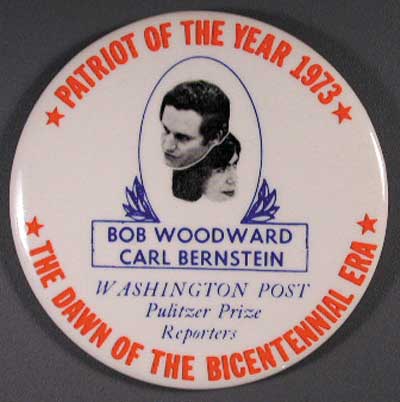 PATRIOT OF THE YEAR 1973
BOB WOODWARD
CARL BERNSTEIN
WASHINGTON POST
Pulitzer Prize
Reporters
THE DAWN OF THE BICENTENNIAL ERA